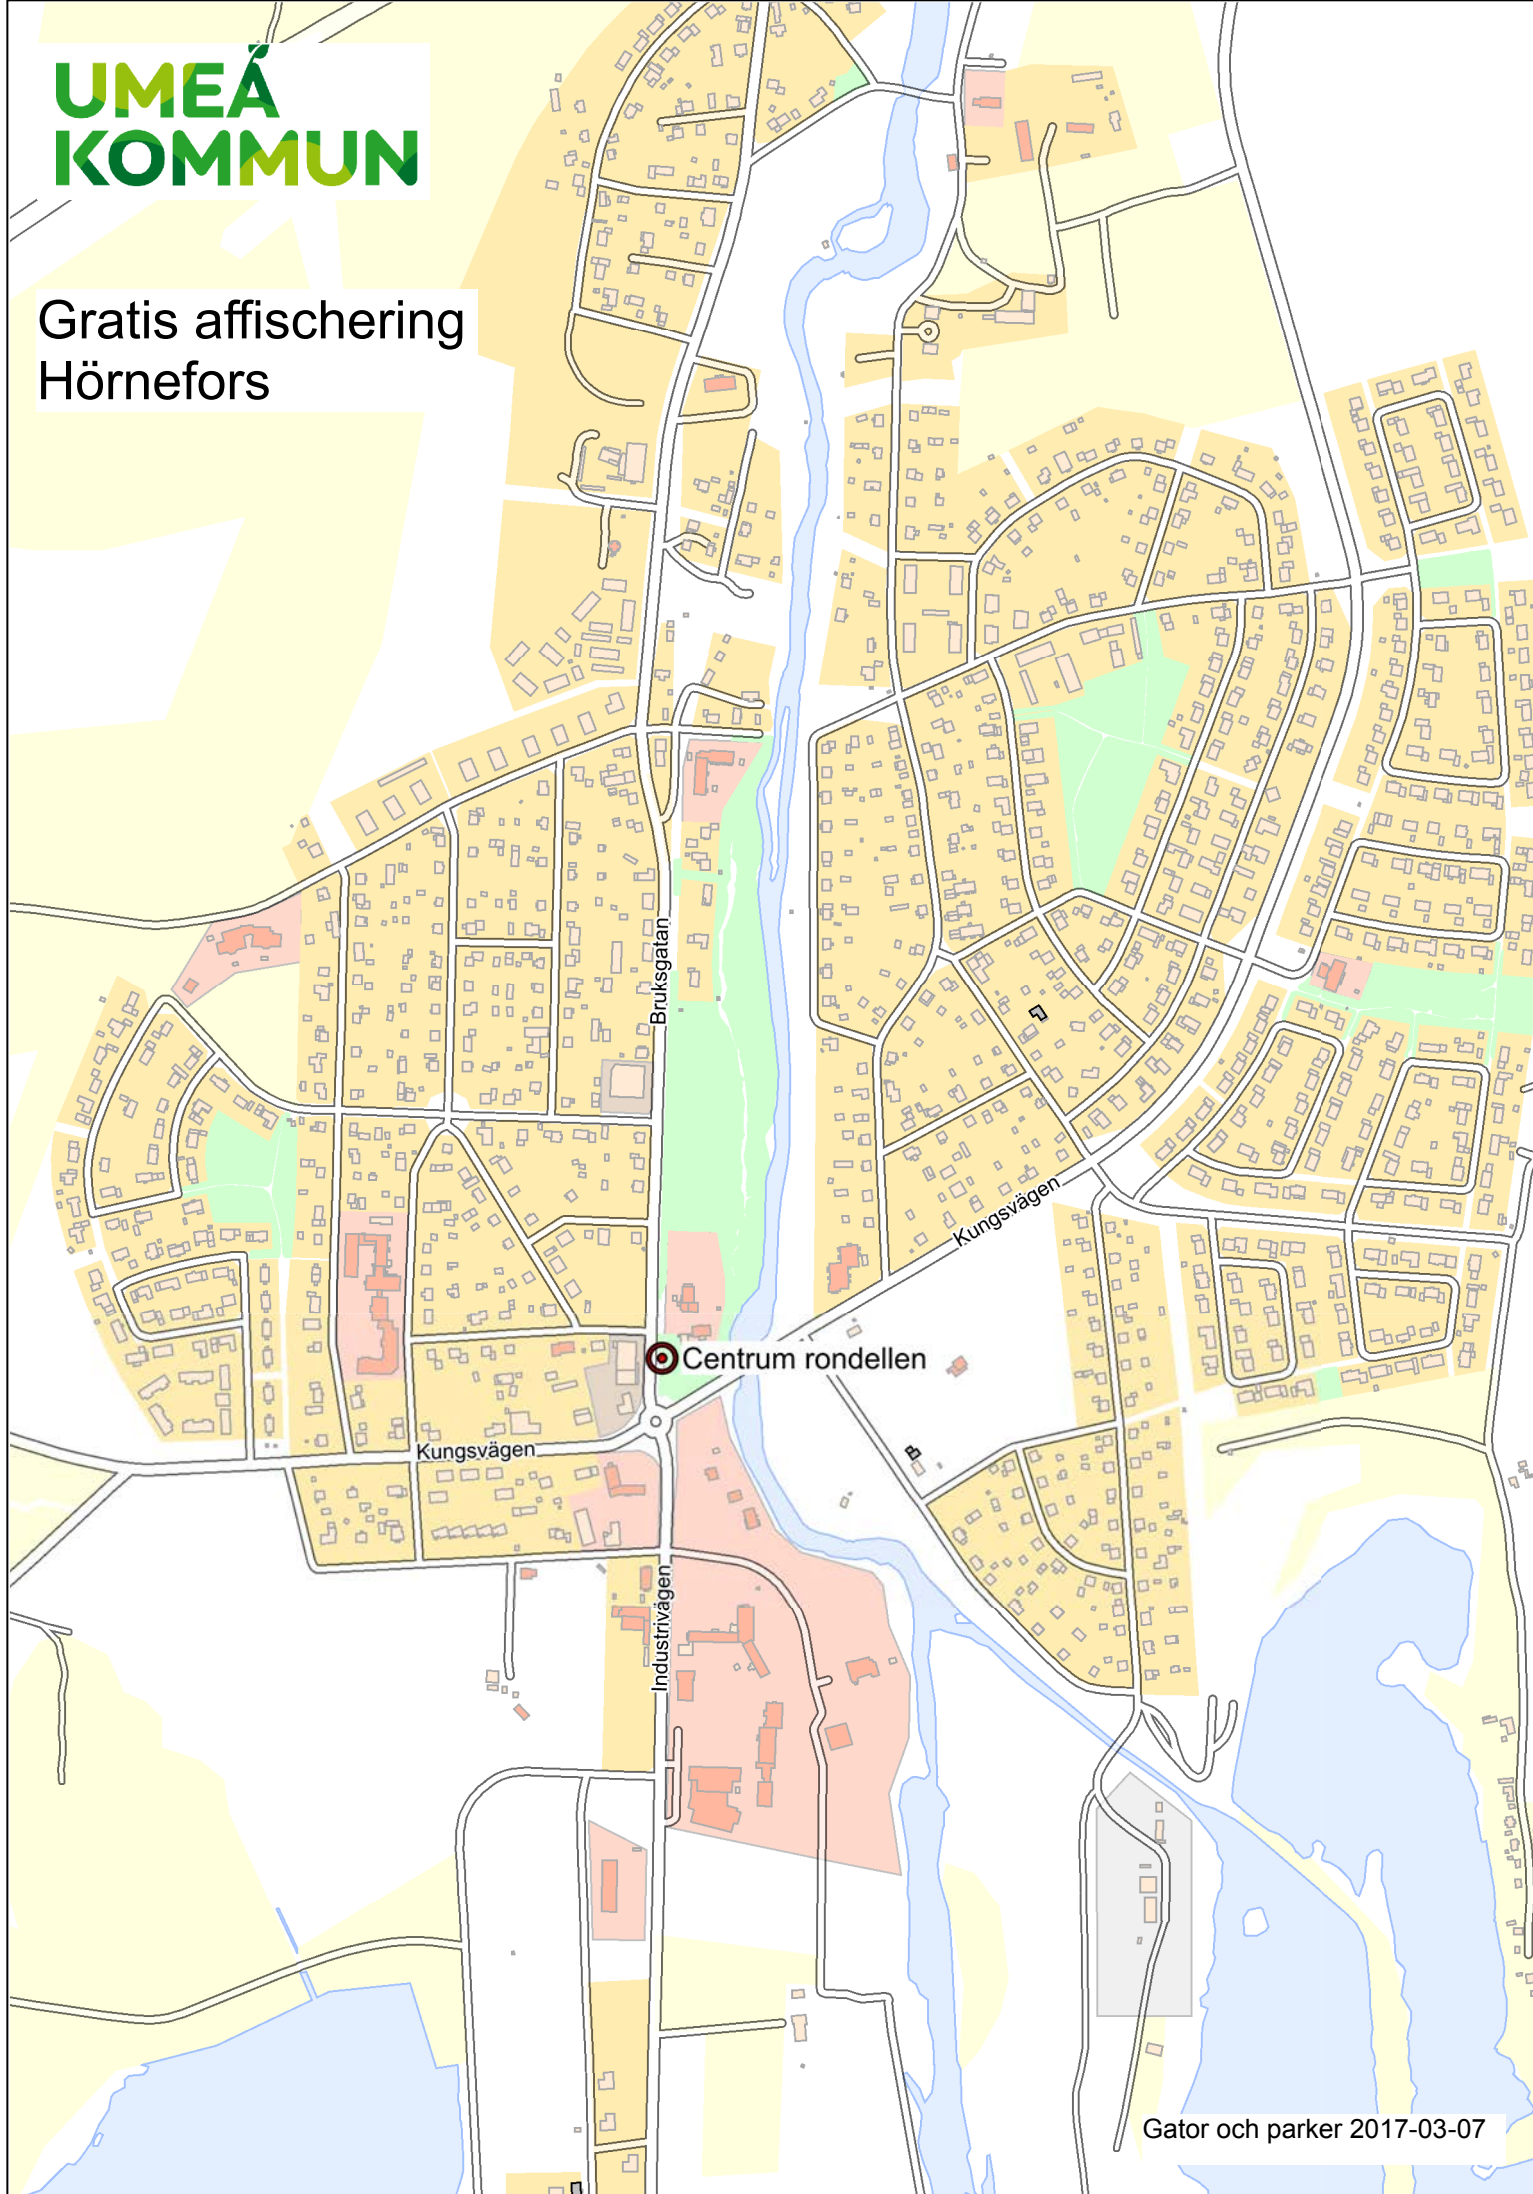 UMEÅ
KOMMUN
Gratis affischering
Hörnefors
Bruksgatan
Kungsvägen
Centrum rondellen
Kungsvägen
Industrivägen
Gator och parker 2017-03-07